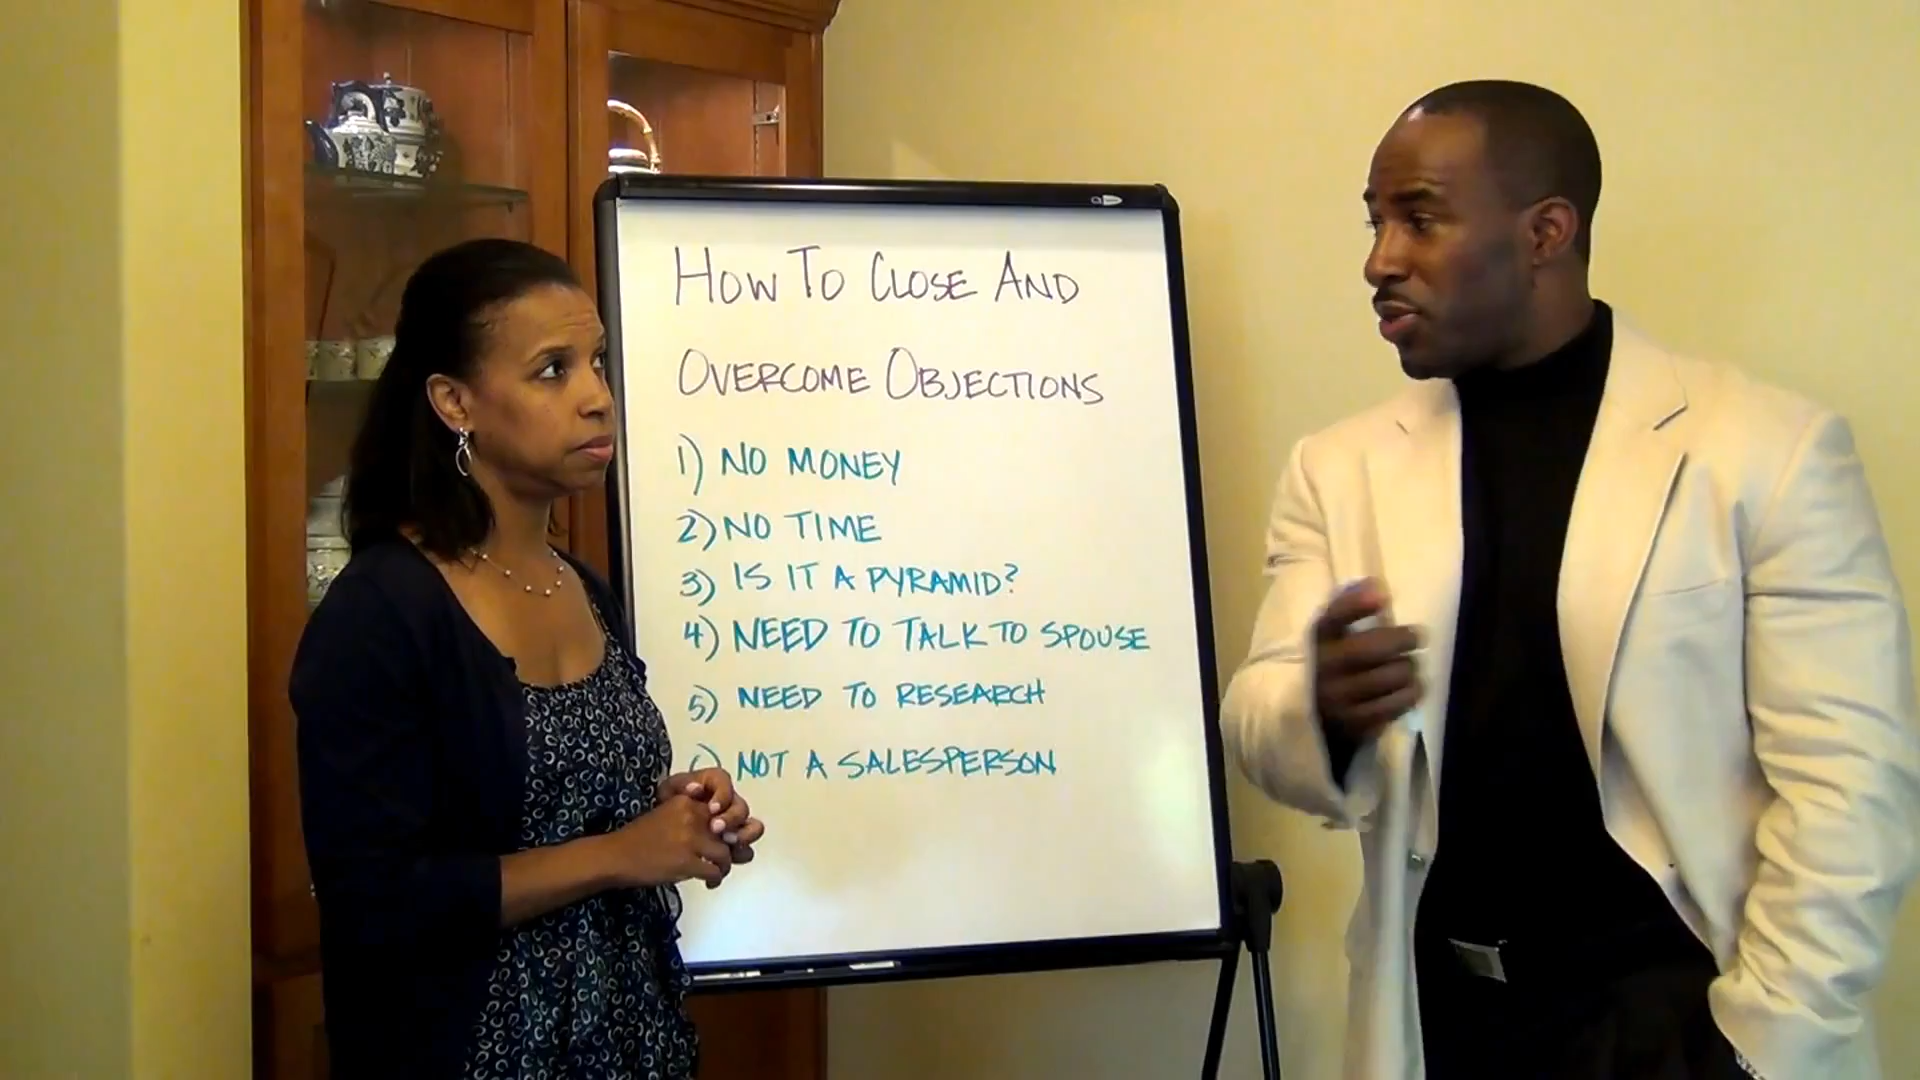 HOW TO CLOSE AND
OVERCOME OBJECTIONS
1) NO MONEY
2) NO TIME
3) IS IT A PYRAMID?
4) NEED TO TALK TO SPOUSE
5) NEED TO RESEARCH
) NOT A SALESPERSON